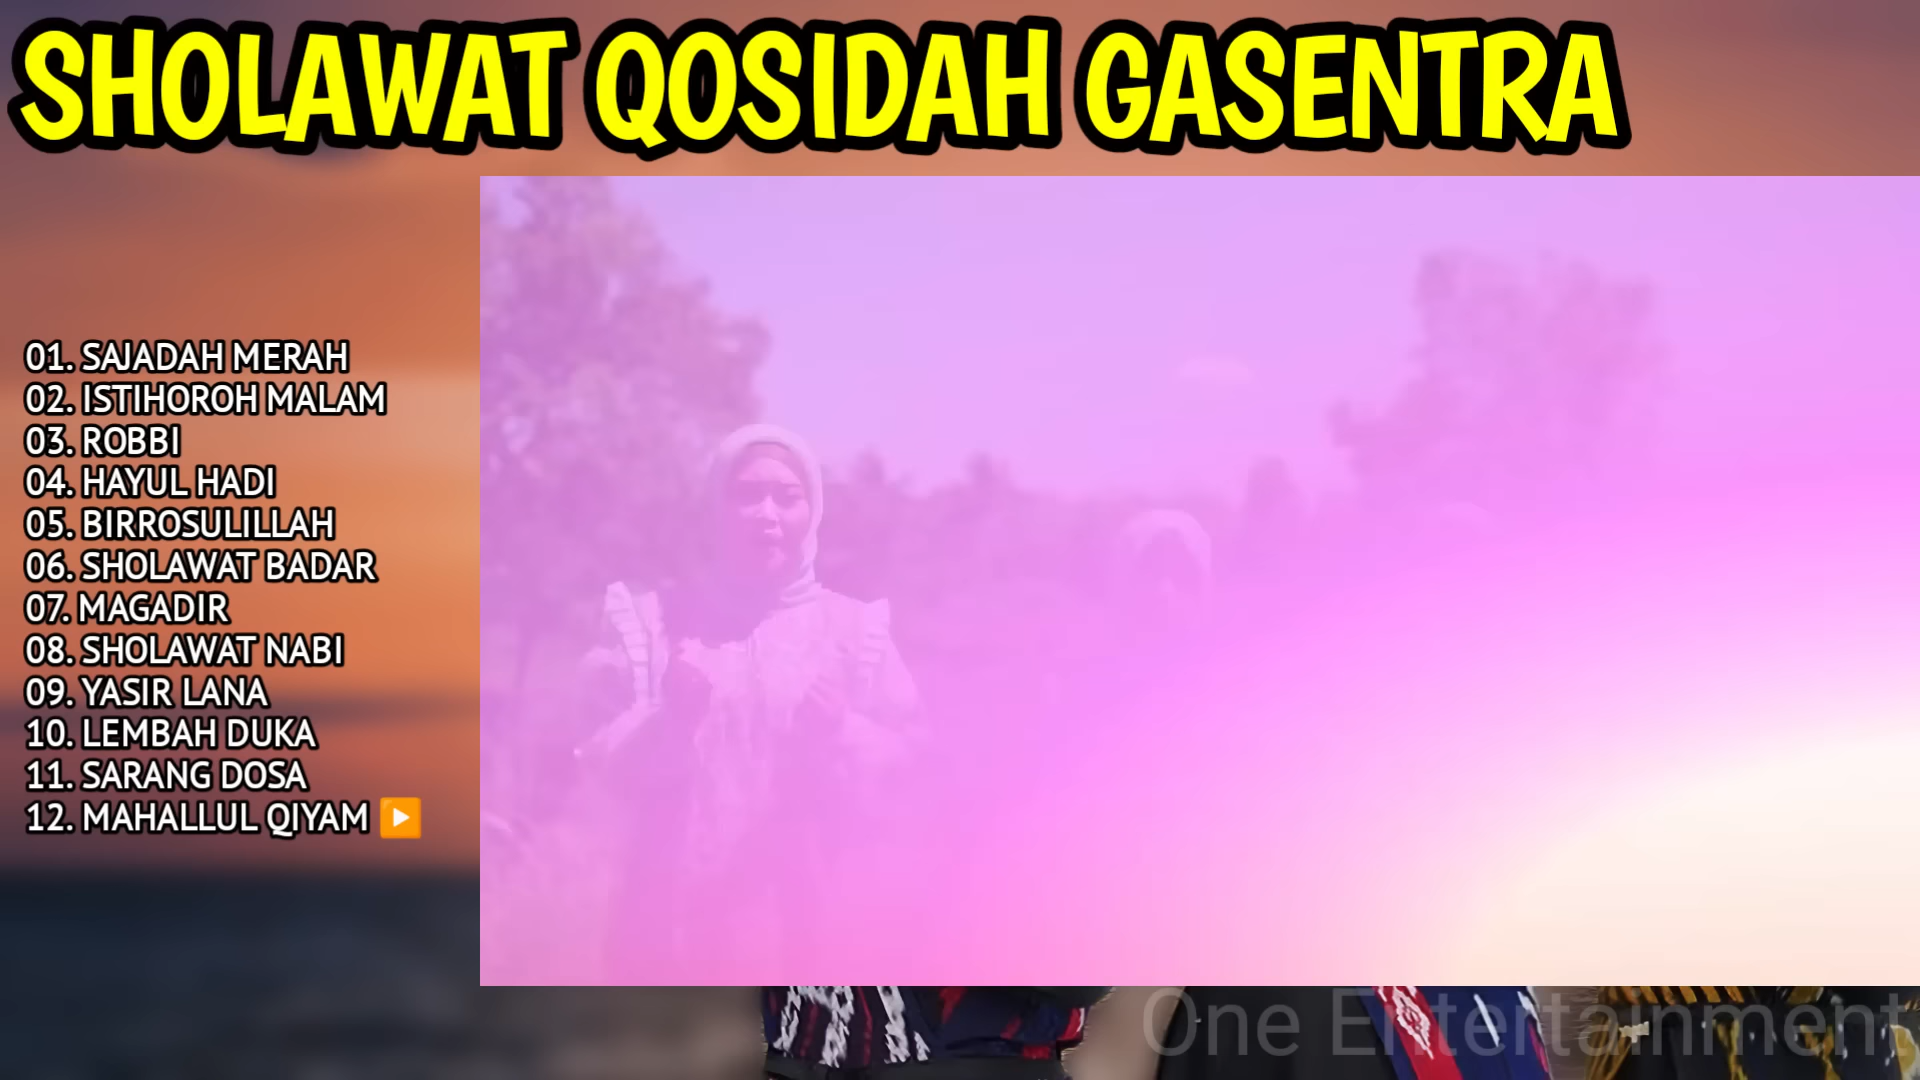 SHOLAWAT QOSIDAH GASENTRA
01. SAJADAH MERAH
02. ISTIHOROH MALAM
03. ROBBI
04. HAYUL HADI
05. BIRROSULILLAH
06. SHOLAWAT BADAR
07. MAGADIR
08. SHOLAWAT NABI
09. YASIR LANA
10. LEMBAH DUKA
11. SARANG DOSA
12. MAHALLUL QIYAM ▶️
One Entertainment